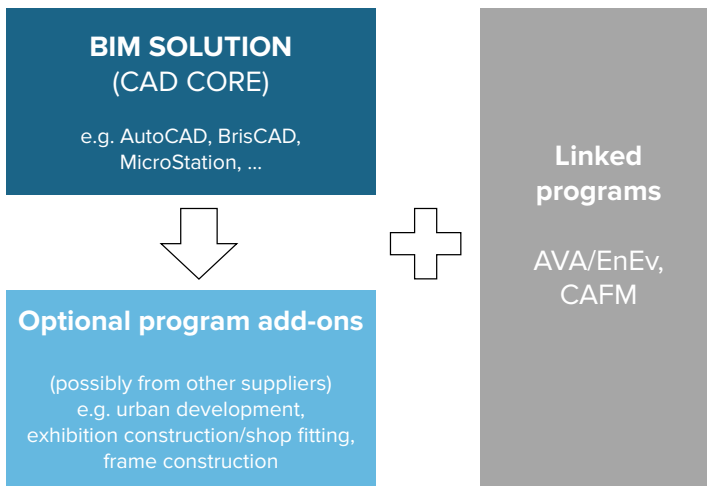 BIM SOLUTION
(CAD CORE)
e.g. AutoCAD, BrisCAD,
MicroStation, ...
Optional program add-ons
(possibly from other suppliers)
e.g. urban development,
exhibition construction/shop fitting,
frame construction
Linked
programs
AVA/EnEv,
CAFM